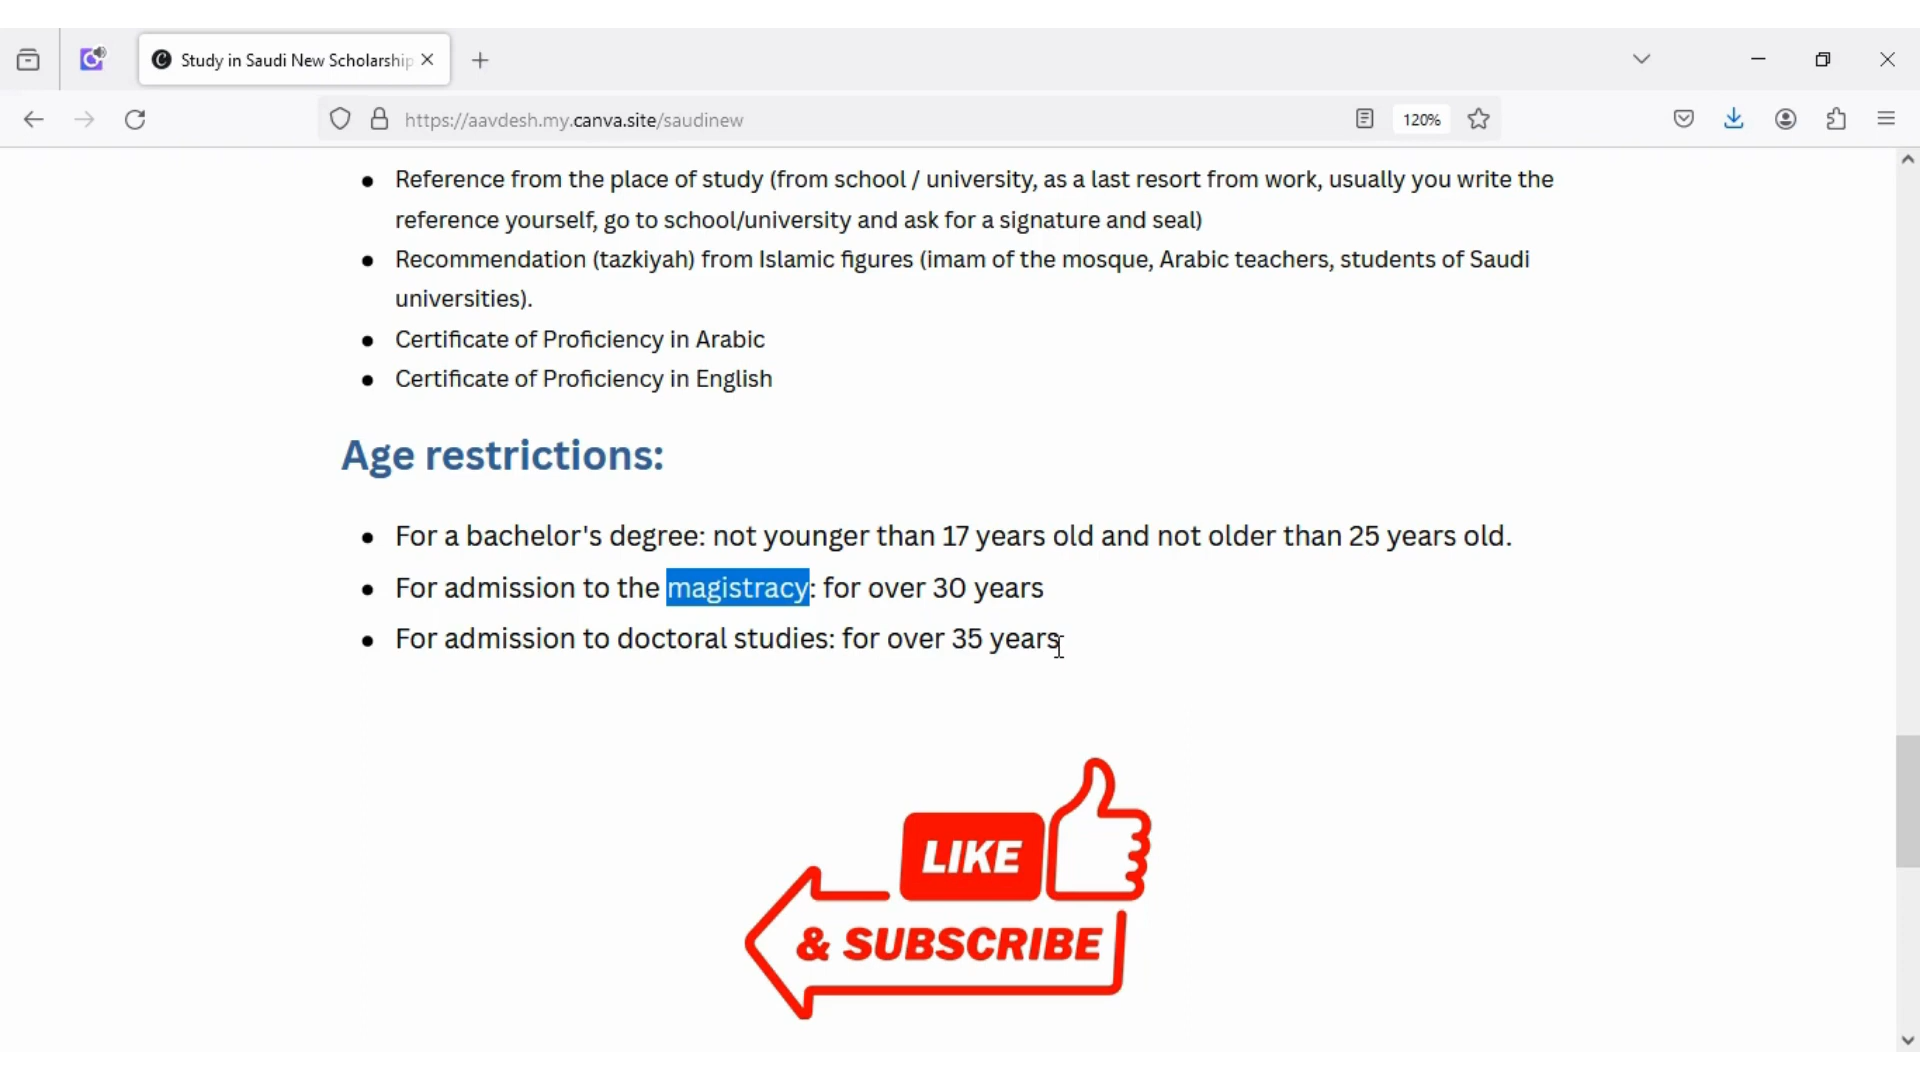 Study in Saudi New Scholarship
https://aavdesh.my.canva.site/saudinew
120%
Reference from the place of study (from school / university, as a last resort from work, usually you write the
reference yourself, go to school/university and ask for a signature and seal)
Recommendation (tazkiyah) from Islamic figures (imam of the mosque, Arabic teachers, students of Saudi
universities).
Certificate of Proficiency in Arabic
Certificate of Proficiency in English
Age restrictions:
For a bachelor's degree: not younger than 17 years old and not older than 25 years old.
For admission to the magistracy: for over 30 years
For admission to doctoral studies: for over 35 years
LIKE
& SUBSCRIBE